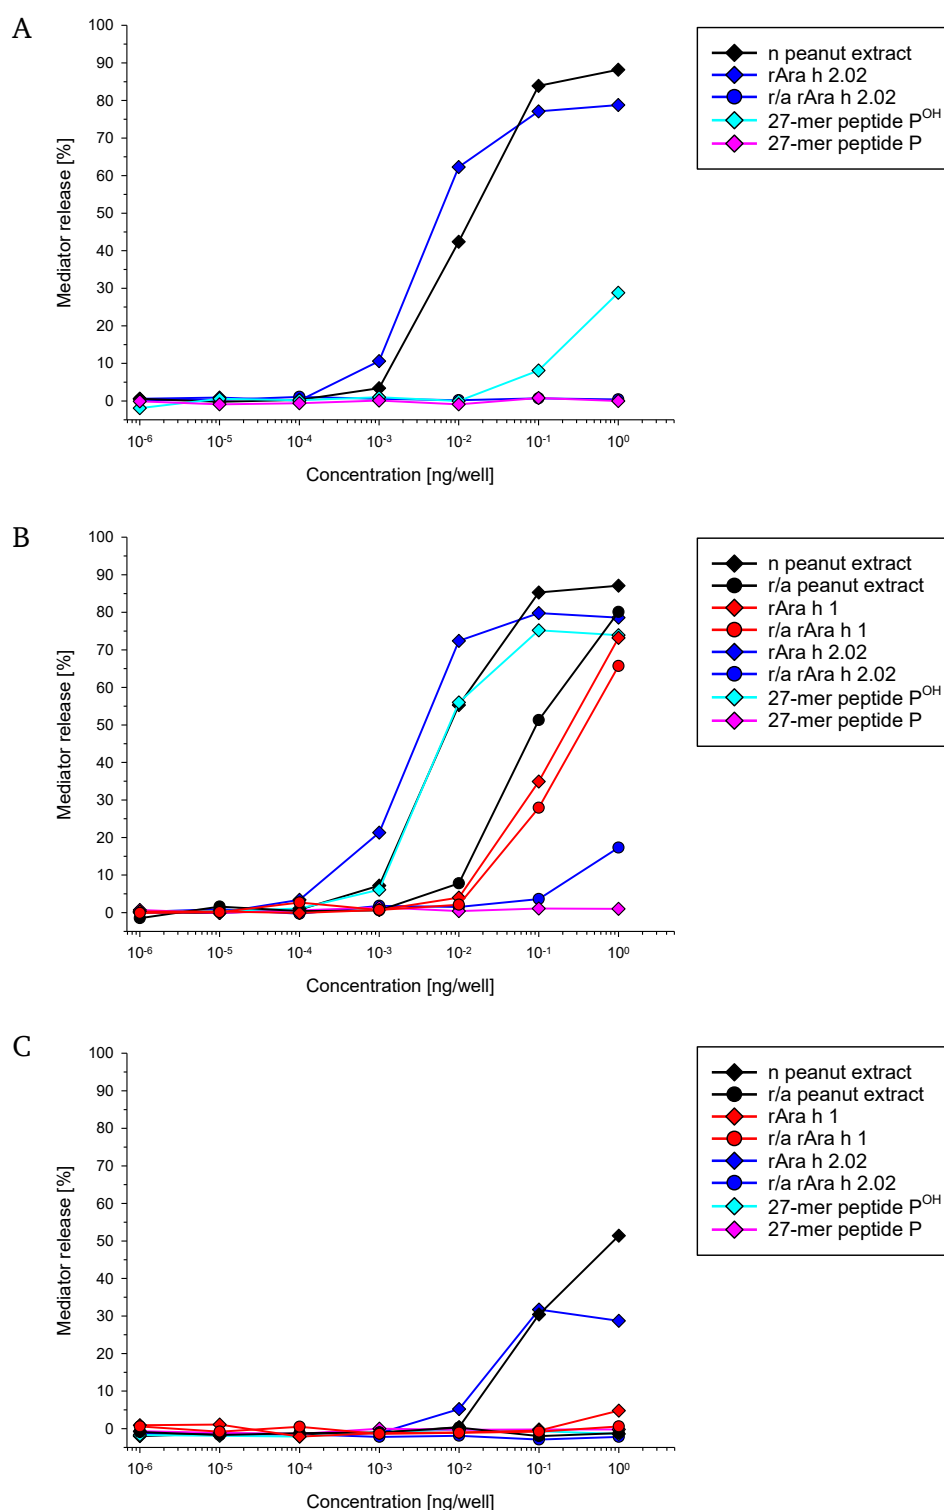 A
100
90
80
70
60
50
40
30
20
10
0
Mediator release [%]
10⁻⁶ 10⁻⁵ 10⁻⁴ 10⁻³ 10⁻² 10⁻¹ 10⁰
Concentration [ng/well]
n peanut extract
rAra h 2.02
r/a rAra h 2.02
27-mer peptide Pᴼᴴ
27-mer peptide P
B
100
90
80
70
60
50
40
30
20
10
0
Mediator release [%]
10⁻⁶ 10⁻⁵ 10⁻⁴ 10⁻³ 10⁻² 10⁻¹ 10⁰
Concentration [ng/well]
n peanut extract
r/a peanut extract
rAra h 1
r/a rAra h 1
rAra h 2.02
r/a rAra h 2.02
27-mer peptide Pᴼᴴ
27-mer peptide P
C
100
90
80
70
60
50
40
30
20
10
0
Mediator release [%]
10⁻⁶ 10⁻⁵ 10⁻⁴ 10⁻³ 10⁻² 10⁻¹ 10⁰
Concentration [ng/well]
n peanut extract
r/a peanut extract
rAra h 1
r/a rAra h 1
rAra h 2.02
r/a rAra h 2.02
27-mer peptide Pᴼᴴ
27-mer peptide P